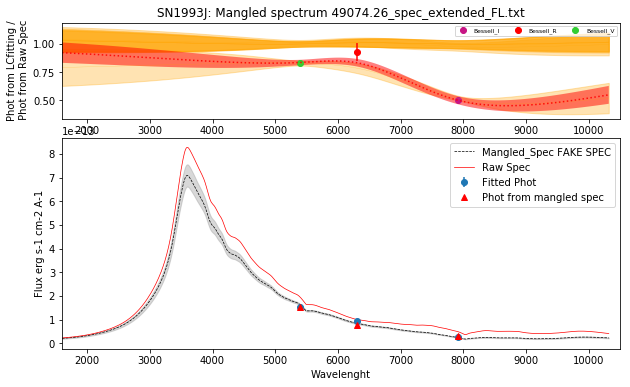 SN1993J: Mangled spectrum 49074.26_spec_extended_FL.txt
Phot from LCfitting /
Phot from Raw Spec
1.00
0.75
0.50
Bessell_I
Bessell_R
Bessell_V
2000 3000 4000 5000 6000 7000 8000 9000 10000
1e−13
Flux erg s-1 cm-2 A-1
8
7
6
5
4
3
2
1
0
Mangled_Spec FAKE SPEC
Raw Spec
Fitted Phot
Phot from mangled spec
2000 3000 4000 5000 6000 7000 8000 9000 10000
Wavelenght